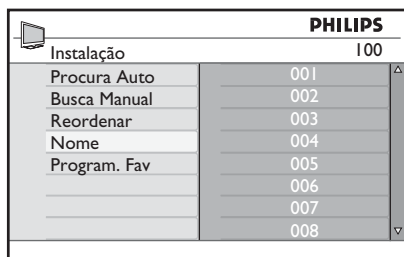 PHILIPS
Instalação 100
Procura Auto 001
Busca Manual 002
Reordenar 003
Nome 004
Program. Fav 005
006
007
008